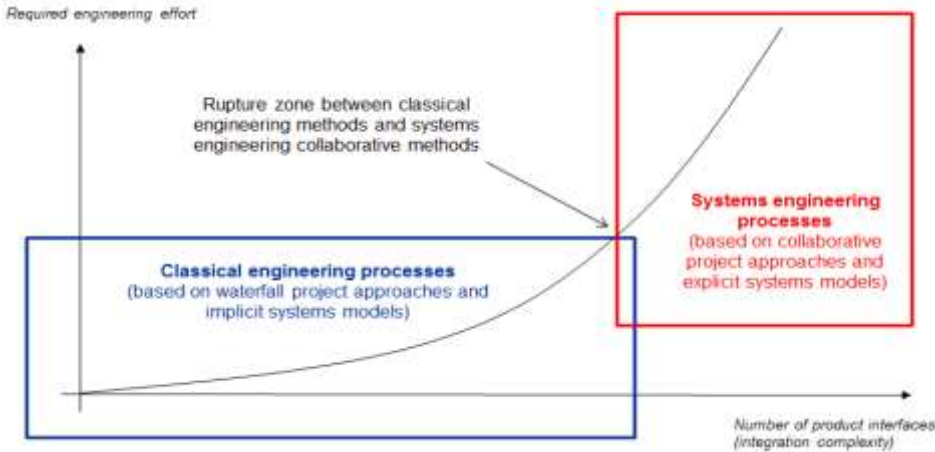 Required engineering effort
Rupture zone between classical
engineering methods and systems
engineering collaborative methods
Systems engineering
processes
(based on collaborative
project approaches and
explicit systems models)
Classical engineering processes
(based on waterfall project approaches and
implicit systems models)
Number of product interfaces
(integration complexity)